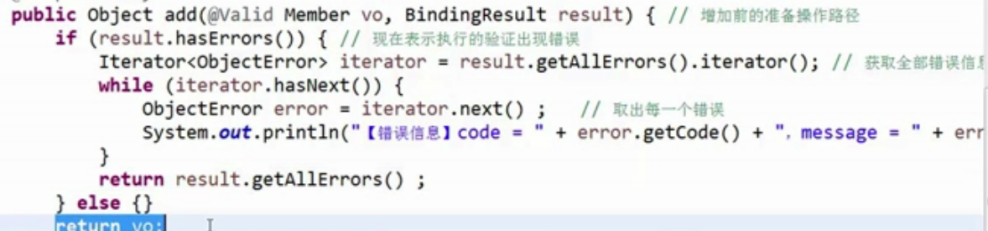 public Object add(@Valid Member vo, BindingResult result) { // 增加前的准备操作路径
if (result.hasErrors()) { // 现在表示执行的验证出现错误
Iterator<ObjectError> iterator = result.getAllErrors().iterator(); // 获取全部错误信息
while (iterator.hasNext()) {
ObjectError error = iterator.next() ; // 取出每一个错误
System.out.println("【错误信息】code = " + error.getCode() + ", message = " + err
}
return result.getAllErrors() ;
} else {}
return vo;